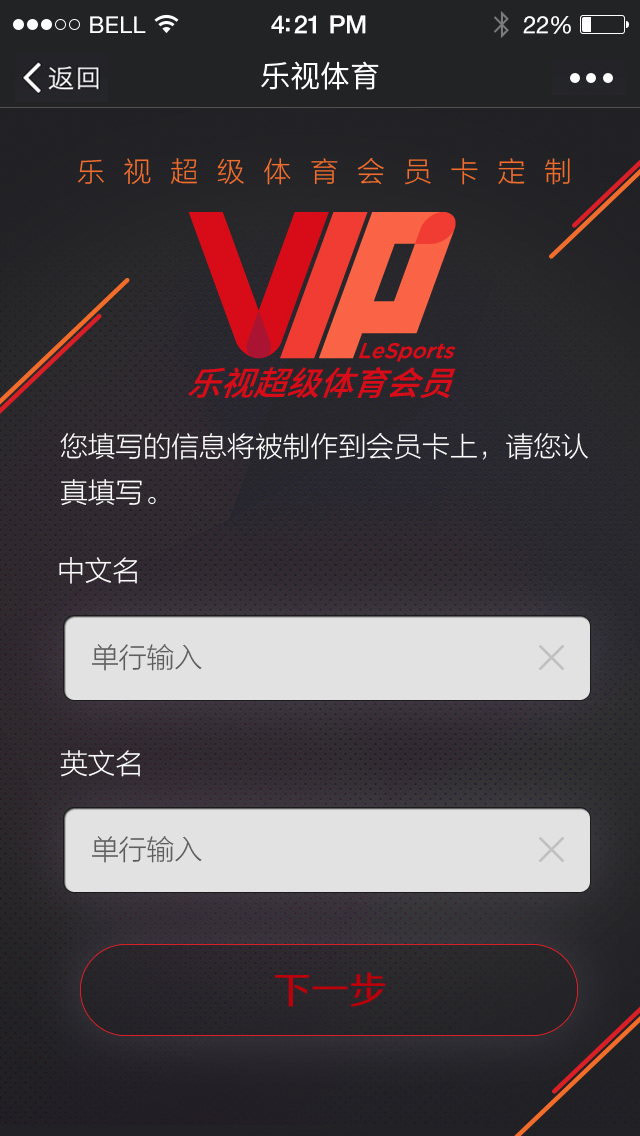 BELL 4:21 PM 22%
返回 乐视体育
乐视超级体育会员卡定制
VIP
LeSports
乐视超级体育会员
您填写的信息将被制作到会员卡上，请您认
真填写。
中文名
单行输入
英文名
单行输入
下一步